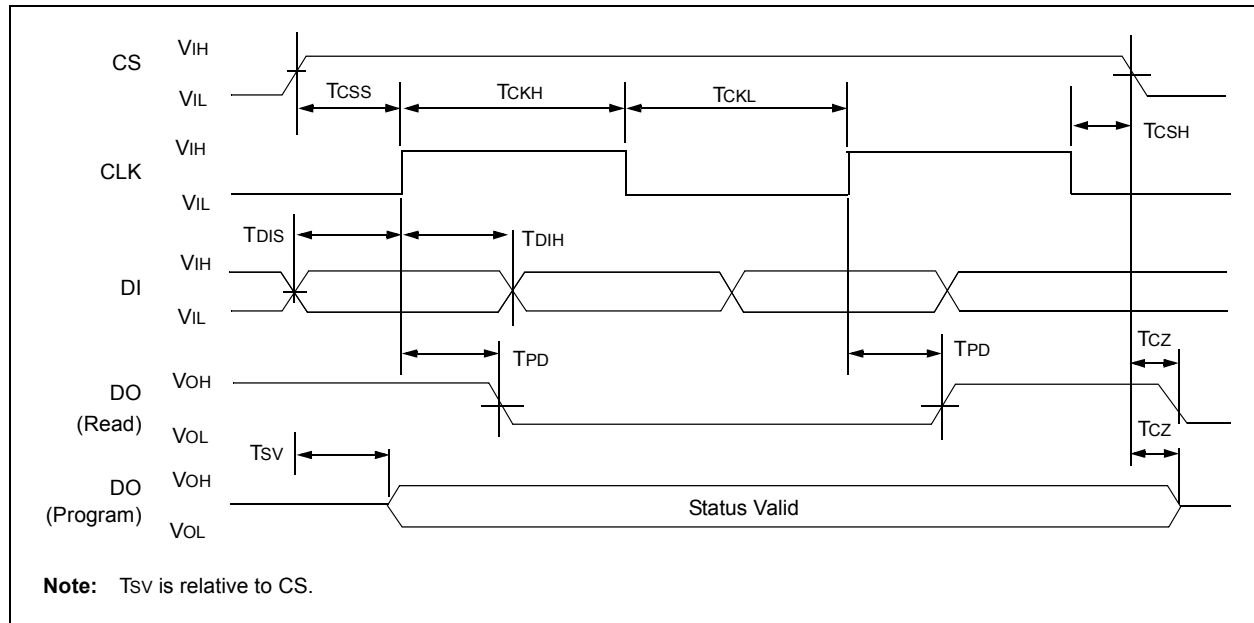 CS
VIH
VIL
TCSS
TCKH
TCKL
TCSH
CLK
VIH
VIL
TDIS
TDIH
DI
VIH
VIL
TPD
TPD
TCZ
DO
(Read)
VOH
VOL
TCZ
TSV
DO
(Program)
VOH
VOL
Status Valid
Note: TSV is relative to CS.